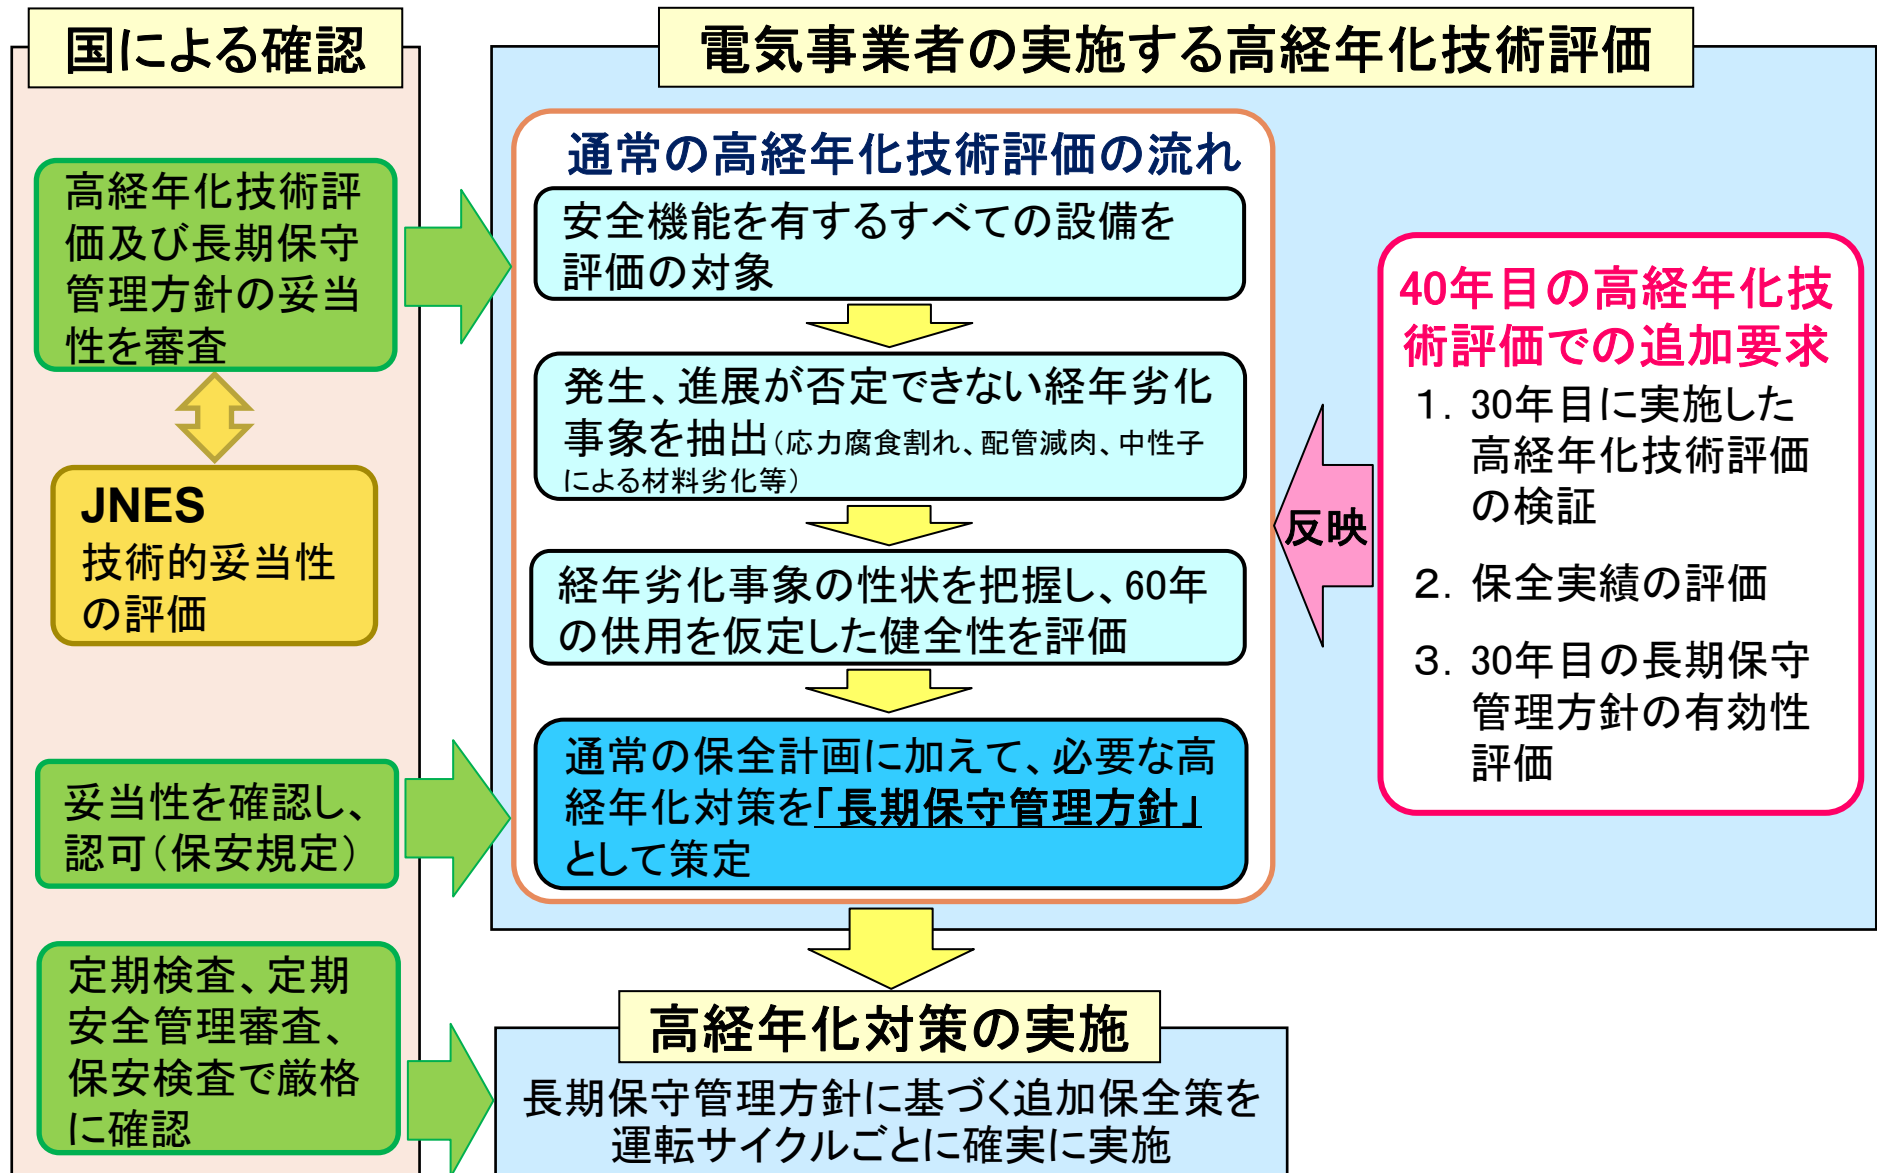 国による確認
高経年化技術評
価及び長期保守
管理方針の妥当
性を審査
JNES
技術的妥当性
の評価
妥当性を確認し、
認可（保安規定）
定期検査、定期
安全管理審査、
保安検査で厳格
に確認
電気事業者の実施する高経年化技術評価
通常の高経年化技術評価の流れ
安全機能を有するすべての設備を
評価の対象
発生、進展が否定できない経年劣化
事象を抽出（応力腐食割れ、配管減肉、中性子
による材料劣化等）
経年劣化事象の性状を把握し、60年
の供用を仮定した健全性を評価
通常の保全計画に加えて、必要な高
経年化対策を「長期保守管理方針」
として策定
反映
40年目の高経年化技
術評価での追加要求
１．30年目に実施した
高経年化技術評価
の検証
２．保全実績の評価
３．30年目の長期保守
管理方針の有効性
評価
高経年化対策の実施
長期保守管理方針に基づく追加保全策を
運転サイクルごとに確実に実施